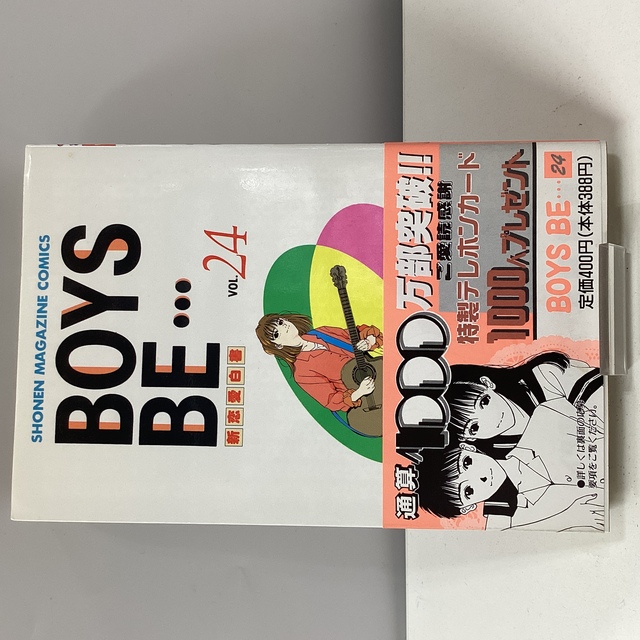 SHONEN MAGAZINE COMICS
BOYS
BE...
VOL. 24
新恋愛白書
通算1000万部突破!!
ご愛読感謝
特製テレホンカード
1000人プレゼント
BOYS BE… 24
定価400円(本体388円)
●詳しくは裏面の応募
要項をご覧ください。